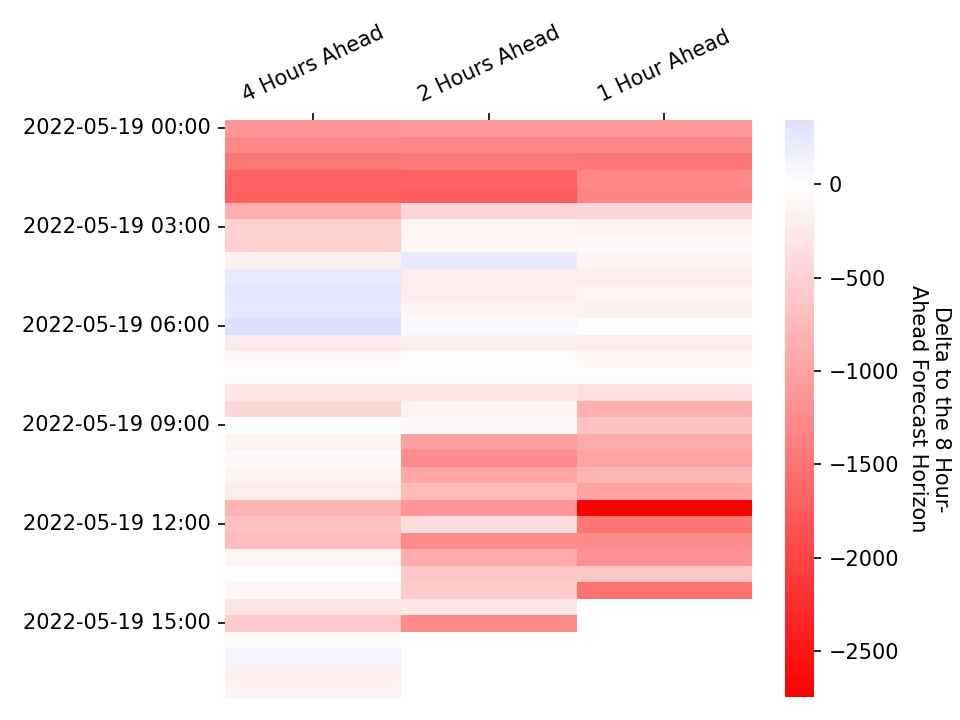 4 Hours Ahead
2 Hours Ahead
1 Hour Ahead
2022-05-19 00:00
2022-05-19 03:00
2022-05-19 06:00
2022-05-19 09:00
2022-05-19 12:00
2022-05-19 15:00
0
−500
−1000
−1500
−2000
−2500
Delta to the 8 Hour-
Ahead Forecast Horizon